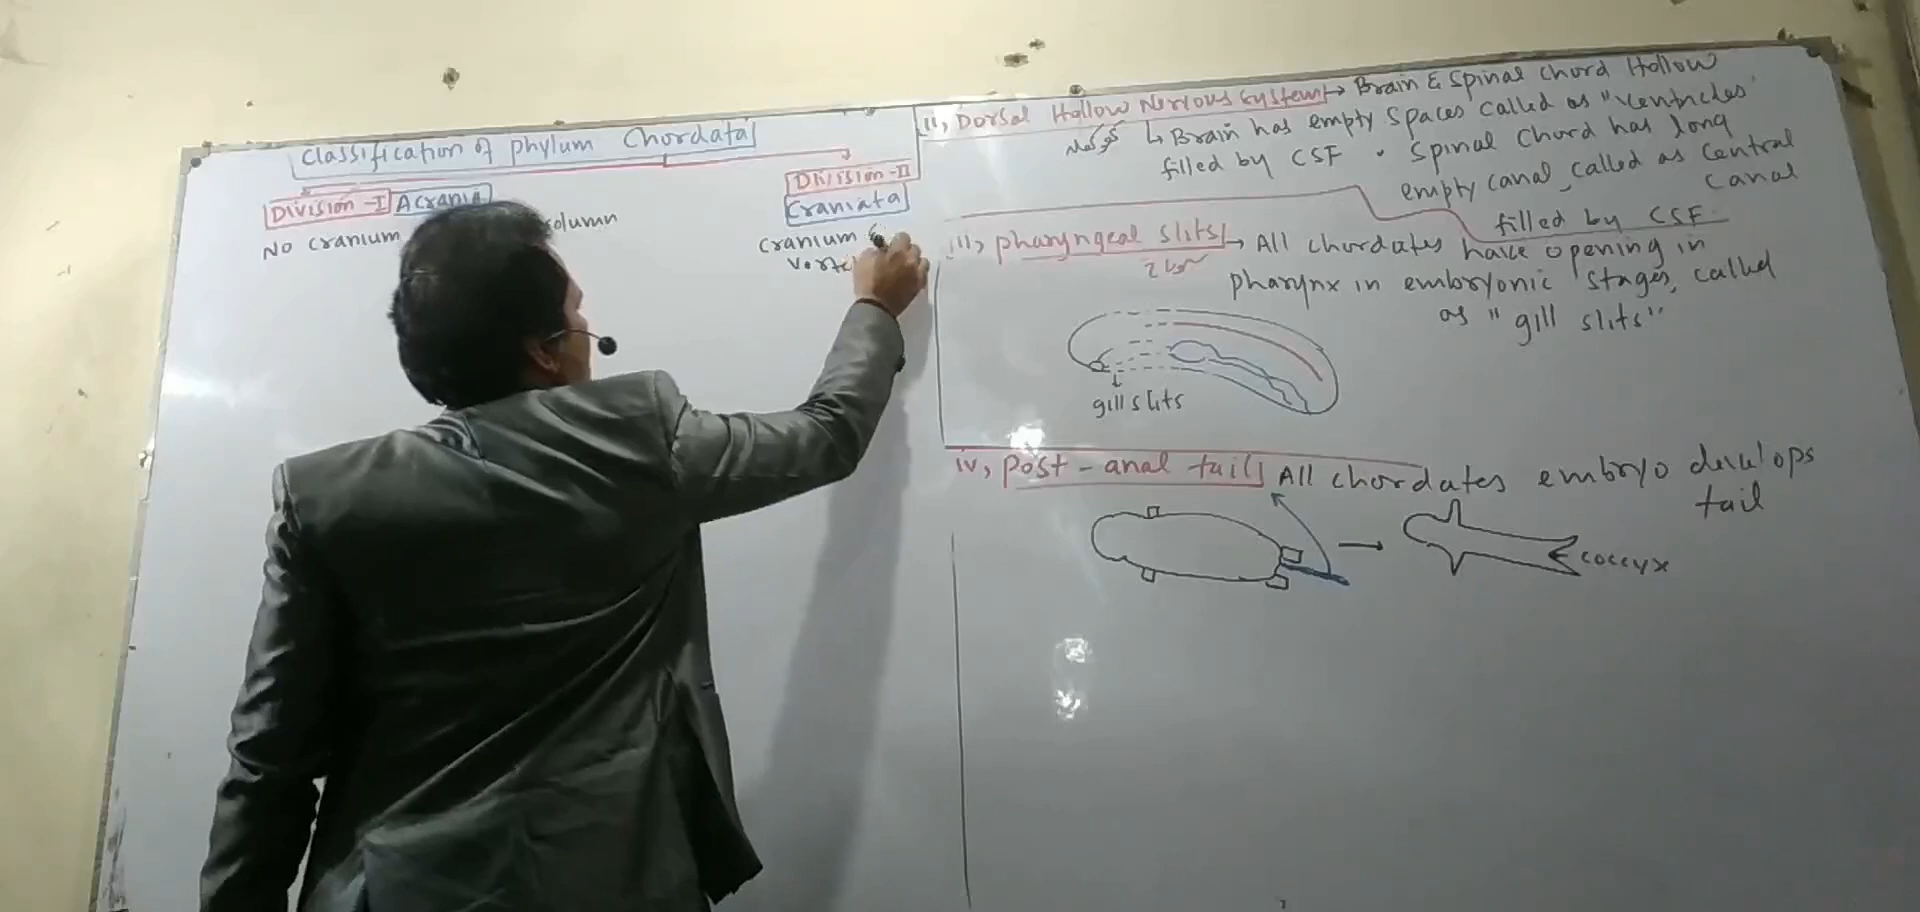 Classification of phylum Chordata
Division-I Acrania
No cranium olumn
Division-II
Craniata
Cranium &
Verte
ii, Dorsal Hollow Nervous System → Brain & Spinal Chord Hollow
Brain has empty spaces called as "Ventricles"
filled by CSF . Spinal Chord has long
empty canal, called as Central
Canal
filled by CSF.
iii, pharyngeal slits → All chordates have opening in
pharynx in embryonic stages, called
as "gill slits"
gill slits
iv, post-anal tail All chordates embryo develops
tail
coccyx